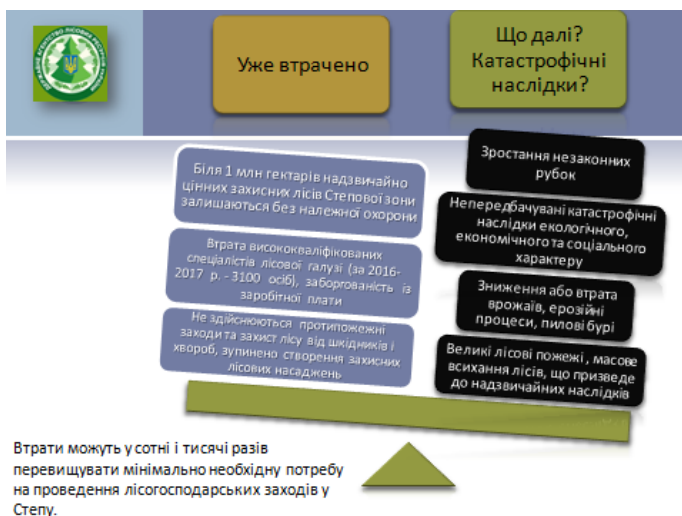 Уже втрачено
Що далі?
Катастрофічні
наслідки?
Біля 1 млн гектарів надзвичайно
цінних захисних лісів Степової зони
залишаються без належної охорони
Втрата висококваліфікованих
спеціалістів лісової галузі (за 2016-
2017 р. - 3100 осіб), заборгованість із
заробітної плати
Не здійснюються протипожежні
заходи та захист лісу від шкідників і
хвороб, зупинено створення захисних
лісових насаджень
Зростання незаконних
рубок
Непередбачувані катастрофічні
наслідки екологічного,
економічного та соціального
характеру
Зниження або втрата
врожаїв, ерозійні
процеси, пилові бурі
Великі лісові пожежі, масове
всихання лісів, що призведе
до надзвичайних наслідків
Втрати можуть у сотні і тисячі разів
перевищувати мінімально необхідну потребу
на проведення лісогосподарських заходів у
Степу.